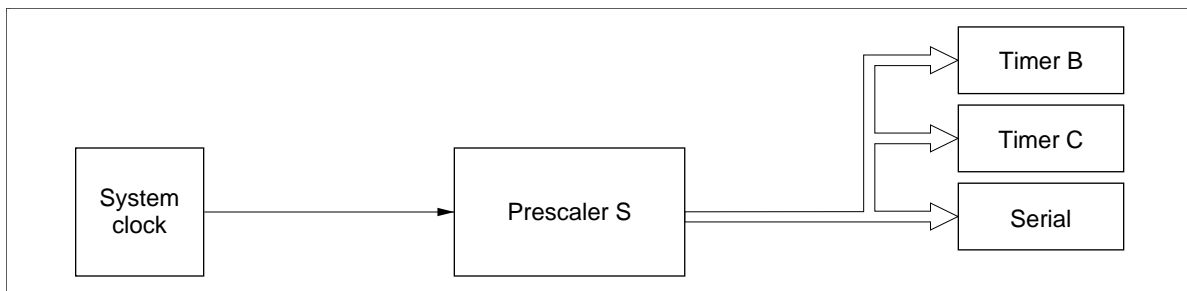 System
clock
Prescaler S
Timer B
Timer C
Serial